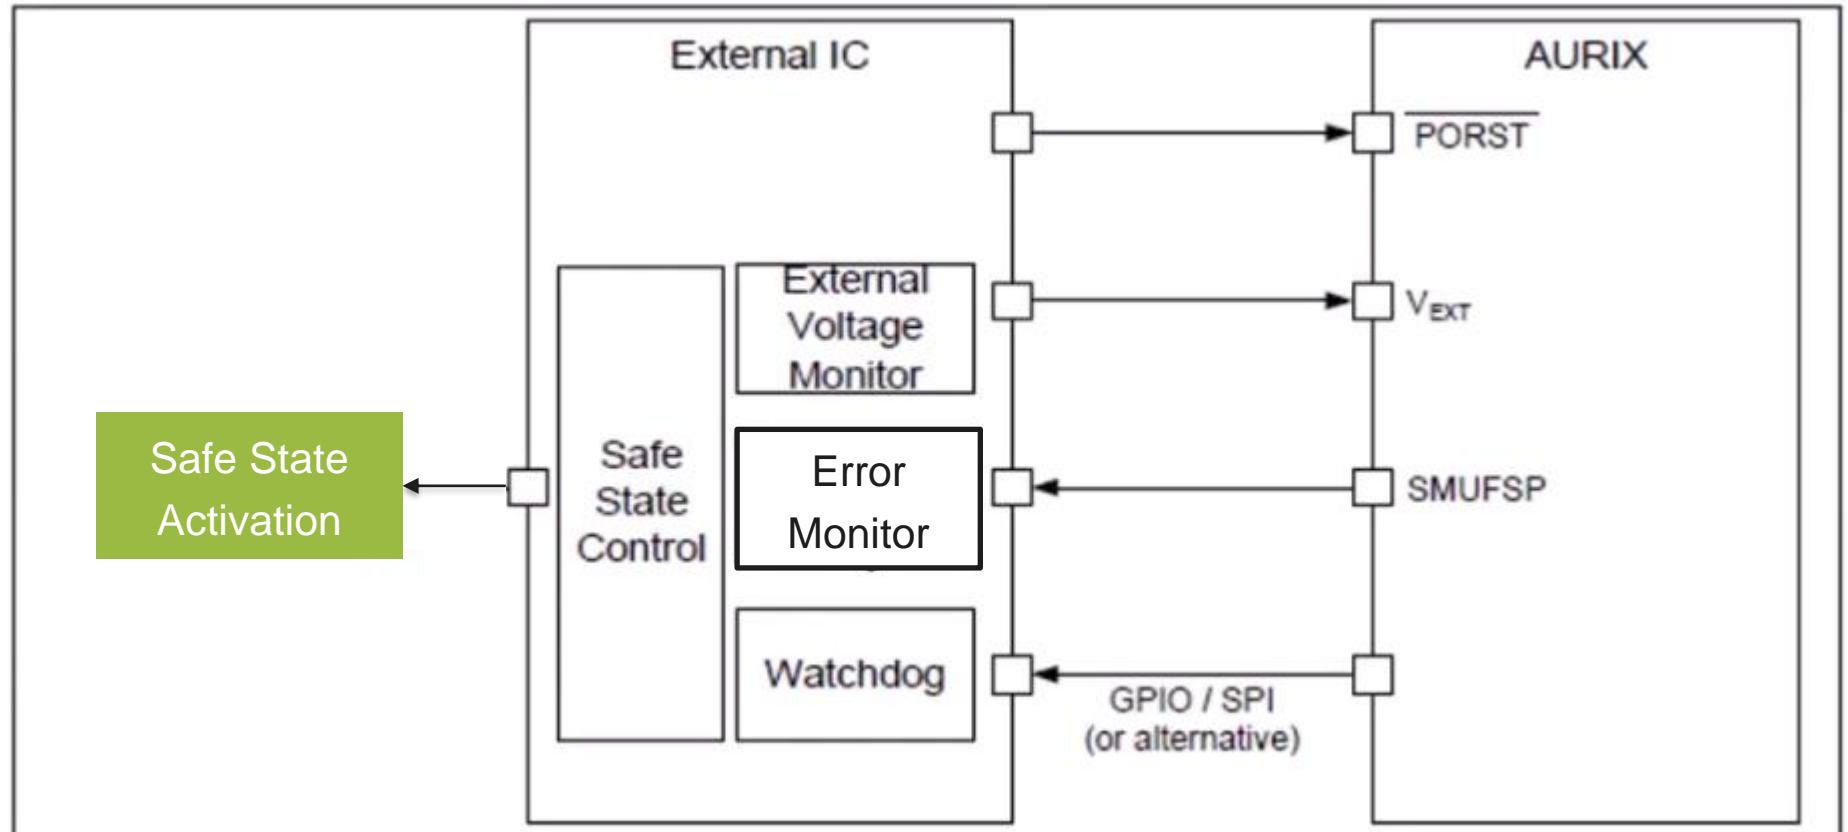 External IC
AURIX
PORST
External
Voltage
Monitor
VEXT
Safe State
Activation
Safe
State
Control
Error
Monitor
SMUFSP
Watchdog
GPIO / SPI
(or alternative)